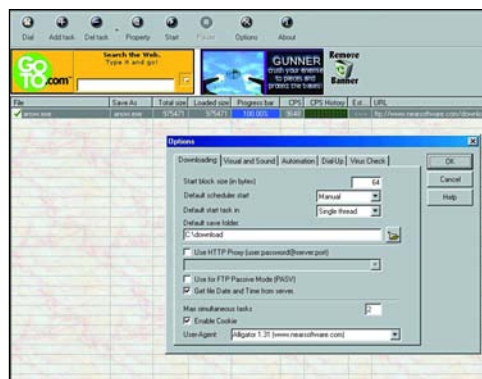 Dial Add task Del task Property Start Pause Options About
GO TO.com
Search the Web.
Type it and go!
GUNNER
crush your enemies
to pieces and
protect the bases!
Remove
Banner
File Save As Total size Loaded size Progress bar CPS CPS History Est... URL
975471 975471 100.00% 3648
Options
Downloading Visual and Sound Automation Dial-Up Virus Check
Start block size (in bytes) 64
Default scheduler start Manual
Default start task in Single thread
Default save folder:
C:\download
Use HTTP Proxy (user:password@server:port)
Use for FTP Passive Mode (PASV)
Get file Date and Time from server.
Max simultaneous tasks 2
Enable Cookie
User-Agent: Alligator 1.31 (www.nearsoftware.com)
OK
Cancel
Help